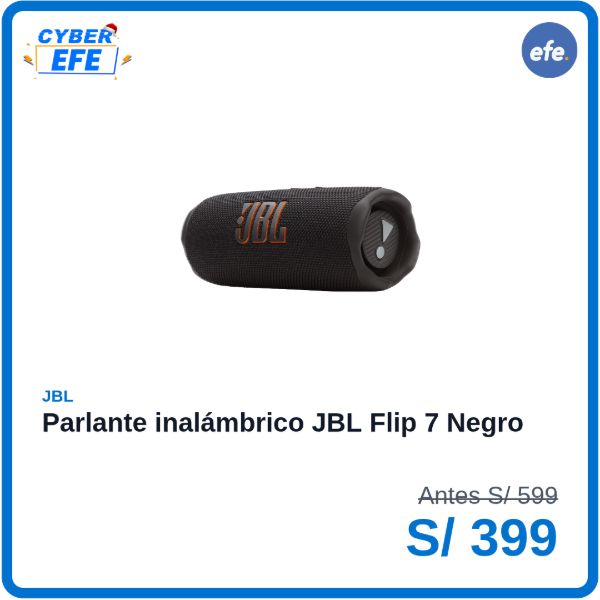 CYBER
EFE
efe.
JBL
JBL
Parlante inalámbrico JBL Flip 7 Negro
Antes S/ 599
S/ 399